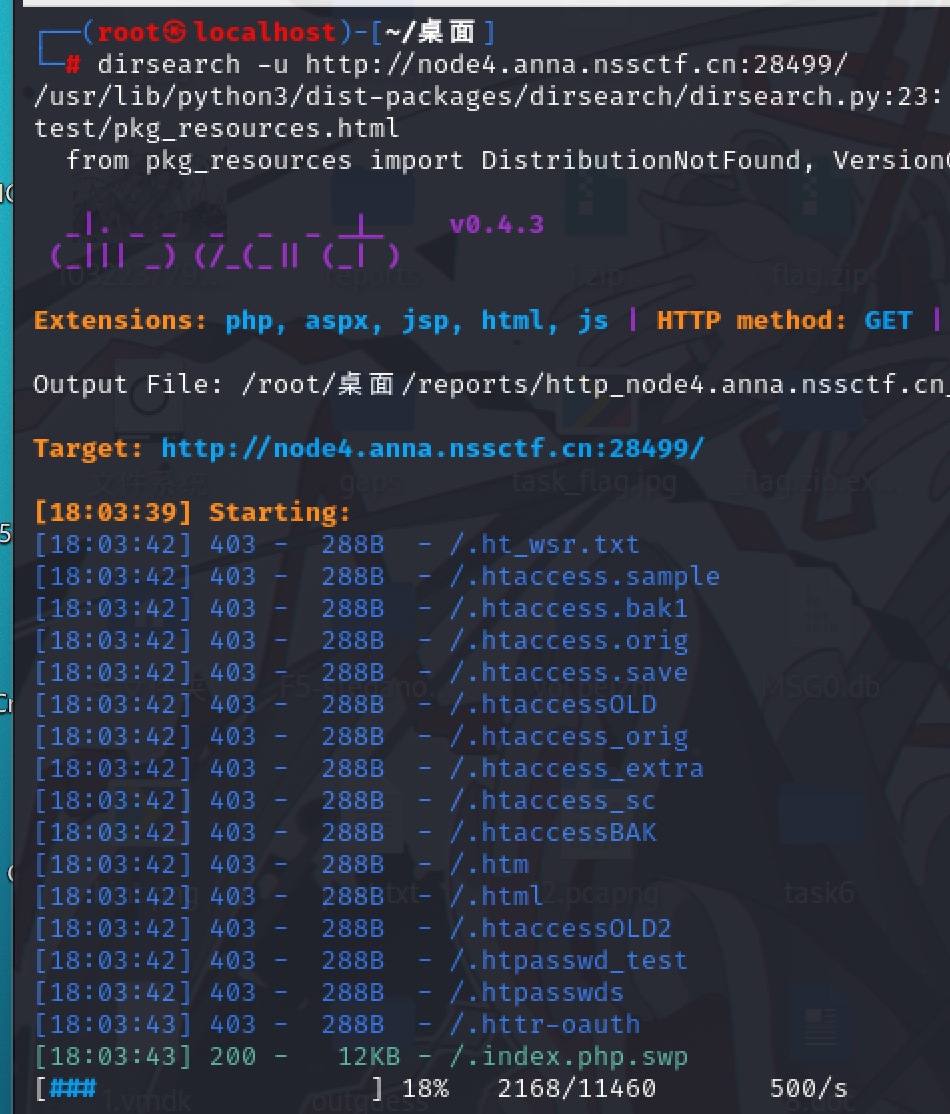 (root㉿localhost)-[~/桌面]
# dirsearch -u http://node4.anna.nssctf.cn:28499/
/usr/lib/python3/dist-packages/dirsearch/dirsearch.py:23:
test/pkg_resources.html
from pkg_resources import DistributionNotFound, Version
v0.4.3
Extensions: php, aspx, jsp, html, js | HTTP method: GET |
Output File: /root/桌面/reports/http_node4.anna.nssctf.cn_
Target: http://node4.anna.nssctf.cn:28499/
[18:03:39] Starting:
[18:03:42] 403 - 288B - /.ht_wsr.txt
[18:03:42] 403 - 288B - /.htaccess.sample
[18:03:42] 403 - 288B - /.htaccess.bak1
[18:03:42] 403 - 288B - /.htaccess.orig
[18:03:42] 403 - 288B - /.htaccess.save
[18:03:42] 403 - 288B - /.htaccessOLD
[18:03:42] 403 - 288B - /.htaccess_orig
[18:03:42] 403 - 288B - /.htaccess_extra
[18:03:42] 403 - 288B - /.htaccess_sc
[18:03:42] 403 - 288B - /.htaccessBAK
[18:03:42] 403 - 288B - /.htm
[18:03:42] 403 - 288B - /.html
[18:03:42] 403 - 288B - /.htaccessOLD2
[18:03:42] 403 - 288B - /.htpasswd_test
[18:03:42] 403 - 288B - /.htpasswds
[18:03:43] 403 - 288B - /.httr-oauth
[18:03:43] 200 - 12KB - /.index.php.swp
[### ] 18% 2168/11460 500/s